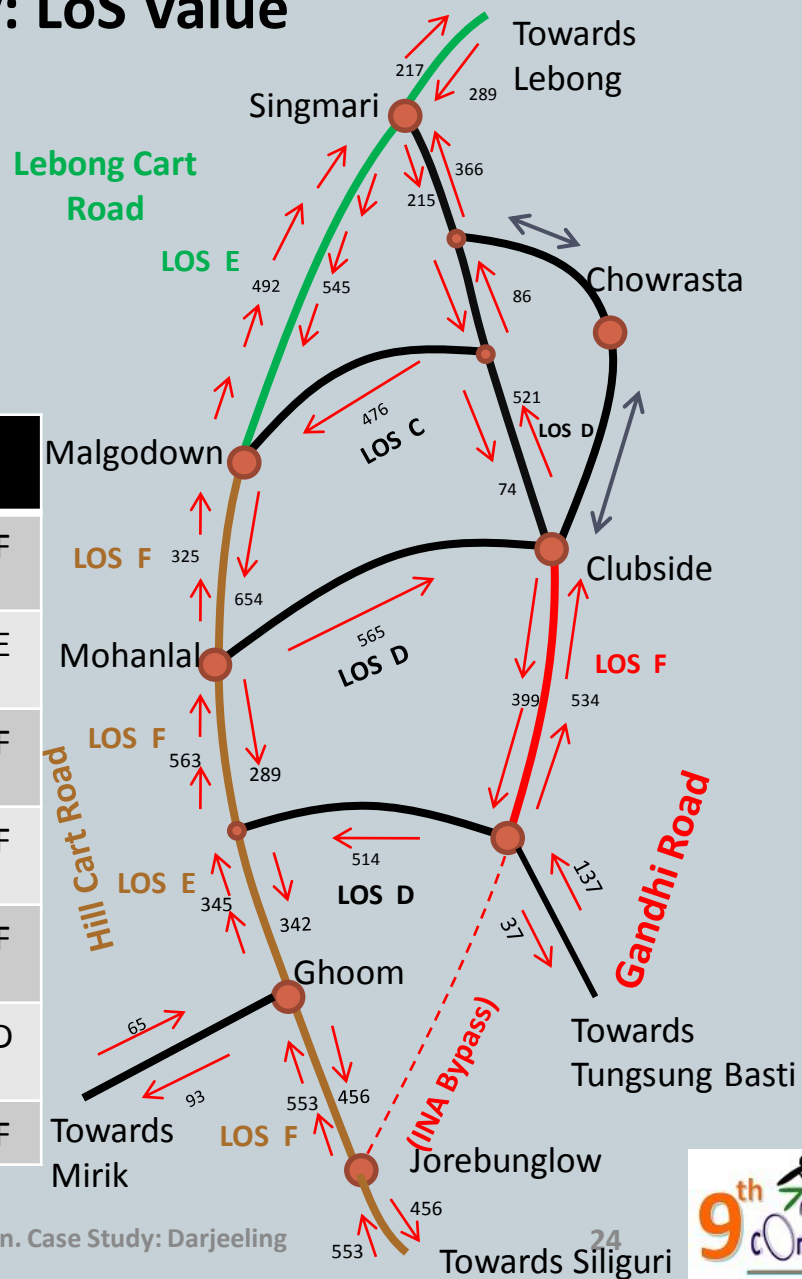 : LoS Value
Towards
Lebong
217
289
Singmari
Lebong Cart
Road
366
215
LOS E
Chowrasta
492
545
86
521
476
LOS C
LOS D
Malgodown
74
F
LOS F
325
Clubside
654
E
565
Mohanlal
LOS D
LOS F
399
534
F
LOS F
563
289
Hill Cart Road
Gandhi Road
F
514
137
LOS E
LOS D
345
342
37
F
Ghoom
65
Towards
Tungsung Basti
D
93
553
456
(INA Bypass)
F
Towards
Mirik
LOS F
Jorebunglow
456
9th
n. Case Study: Darjeeling
24
553
Towards Siliguri